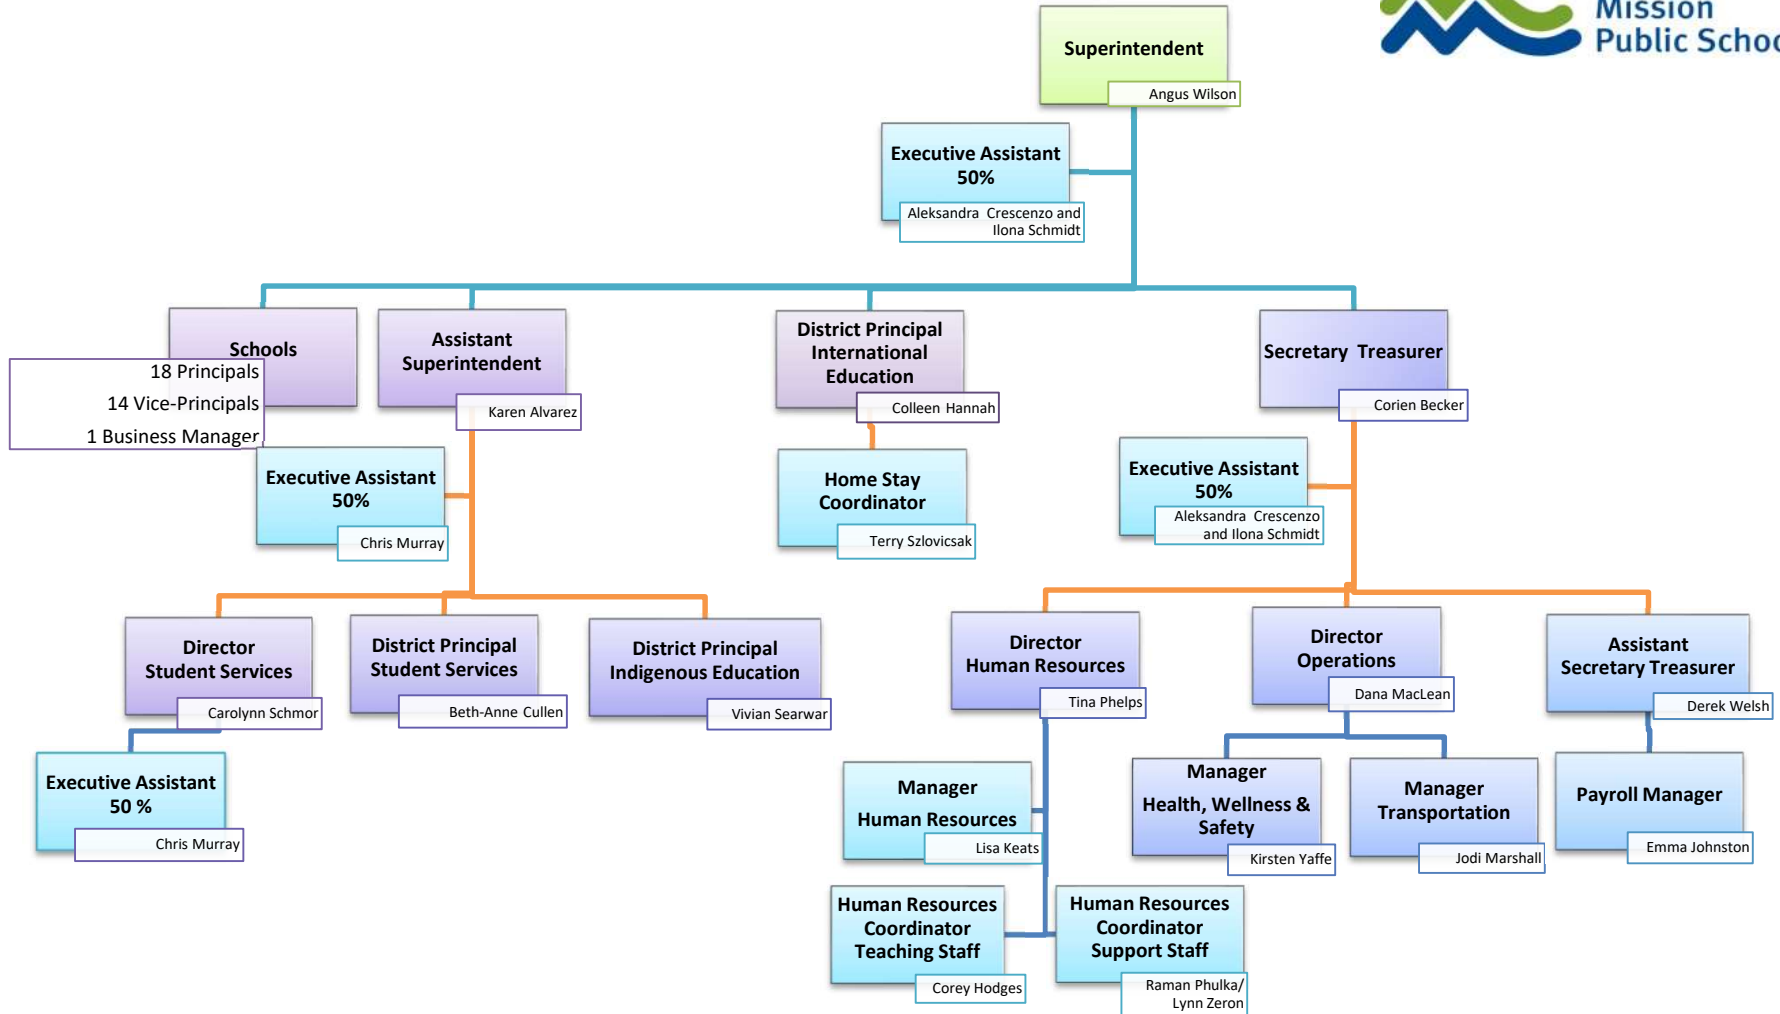 Mission
Public Schoo
Superintendent
Angus Wilson
Executive Assistant
50%
Aleksandra Crescenzo and
Ilona Schmidt
Schools
18 Principals
14 Vice-Principals
1 Business Manager
Assistant
Superintendent
Karen Alvarez
District Principal
International
Education
Colleen Hannah
Secretary Treasurer
Corien Becker
Executive Assistant
50%
Chris Murray
Home Stay
Coordinator
Terry Szlovicsak
Executive Assistant
50%
Aleksandra Crescenzo
and Ilona Schmidt
Director
Student Services
Carolynn Schmor
District Principal
Student Services
Beth-Anne Cullen
District Principal
Indigenous Education
Vivian Searwar
Director
Human Resources
Tina Phelps
Director
Operations
Dana MacLean
Assistant
Secretary Treasurer
Derek Welsh
Executive Assistant
50 %
Chris Murray
Manager
Human Resources
Lisa Keats
Manager
Health, Wellness &
Safety
Kirsten Yaffe
Manager
Transportation
Jodi Marshall
Payroll Manager
Emma Johnston
Human Resources
Coordinator
Teaching Staff
Corey Hodges
Human Resources
Coordinator
Support Staff
Raman Phulka/
Lynn Zeron